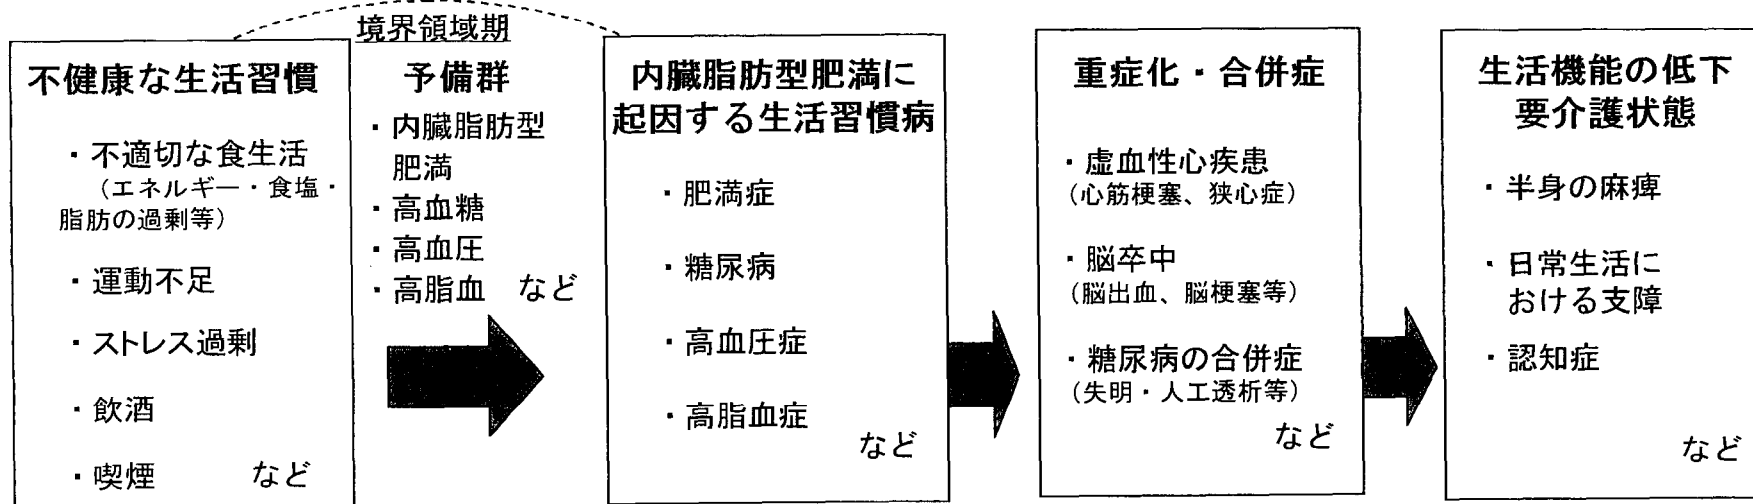 境界領域期
不健康な生活習慣
・不適切な食生活
（エネルギー・食塩・
脂肪の過剰等）
・運動不足
・ストレス過剰
・飲酒
・喫煙　など
予備群
・内臓脂肪型
肥満
・高血糖
・高血圧
・高脂血　など
内臓脂肪型肥満に
起因する生活習慣病
・肥満症
・糖尿病
・高血圧症
・高脂血症
など
重症化・合併症
・虚血性心疾患
（心筋梗塞、狭心症）
・脳卒中
（脳出血、脳梗塞等）
・糖尿病の合併症
（失明・人工透析等）
など
生活機能の低下
要介護状態
・半身の麻痺
・日常生活に
おける支障
・認知症
など